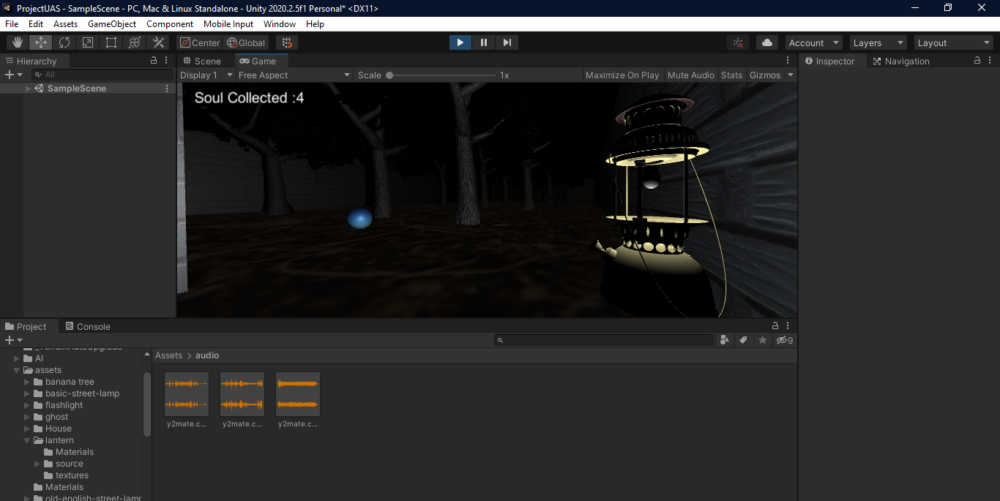 ProjectUAS - SampleScene - PC, Mac & Linux Standalone - Unity 2020.2.5f1 Personal* <DX11>
File Edit Assets GameObject Component Mobile Input Window Help
Center Global Account Layers Layout
Hierarchy Scene Game Inspector Navigation
All Display 1 Free Aspect Scale 1x Maximize On Play Mute Audio Stats Gizmos
SampleScene
Soul Collected :4
Project Console
9
_TerrainAutoUpgrade
Assets > audio
AI
assets
banana tree
basic-street-lamp
flashlight
ghost
House
lantern
Materials
source
textures
Materials
old-english-street-lamp
y2mate.c... y2mate.c... y2mate.c...